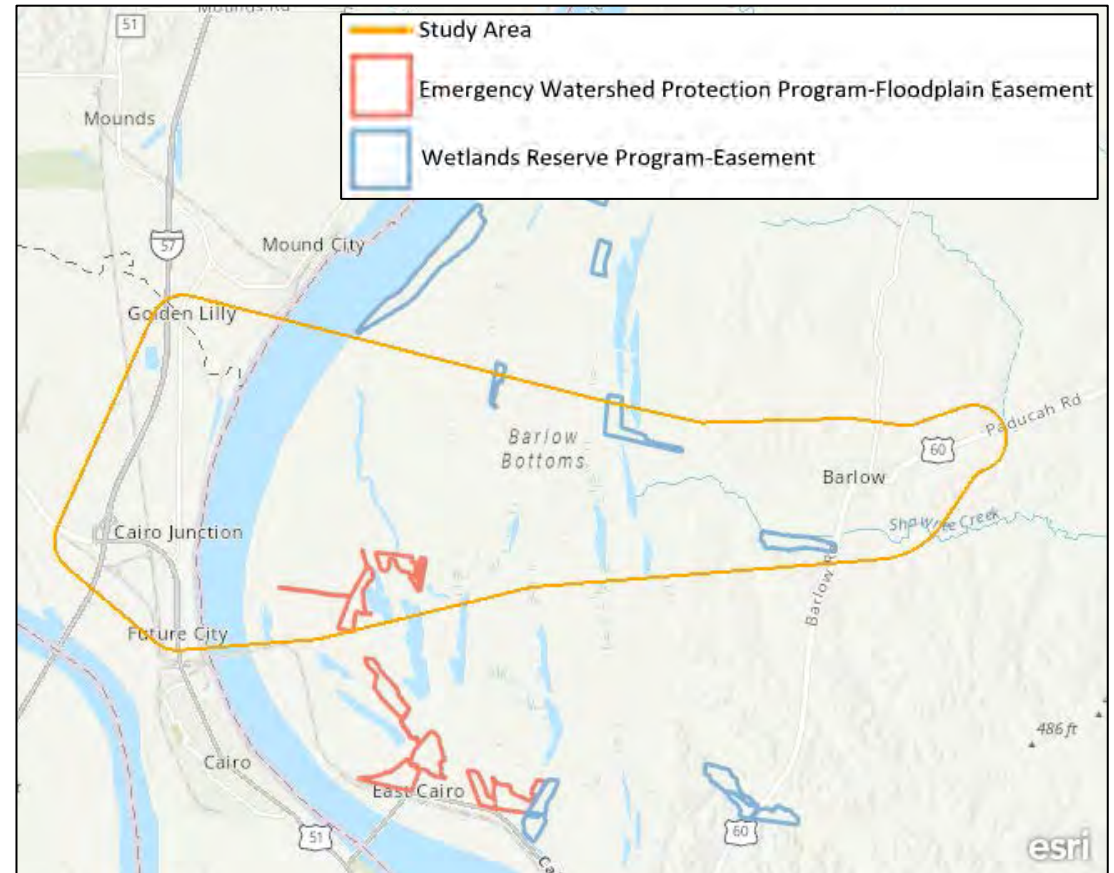 Mounds Rd
51
Study Area
Emergency Watershed Protection Program-Floodplain Easement
Wetlands Reserve Program-Easement
Mounds
57
Mound City
Golden Lilly
Paducah Rd
Barlow
Bottoms
60
Barlow
Shawnee Creek
Cairo Junction
Barlow R
Future City
486 ft
Cairo
East Cairo
51
60
Ca
esri